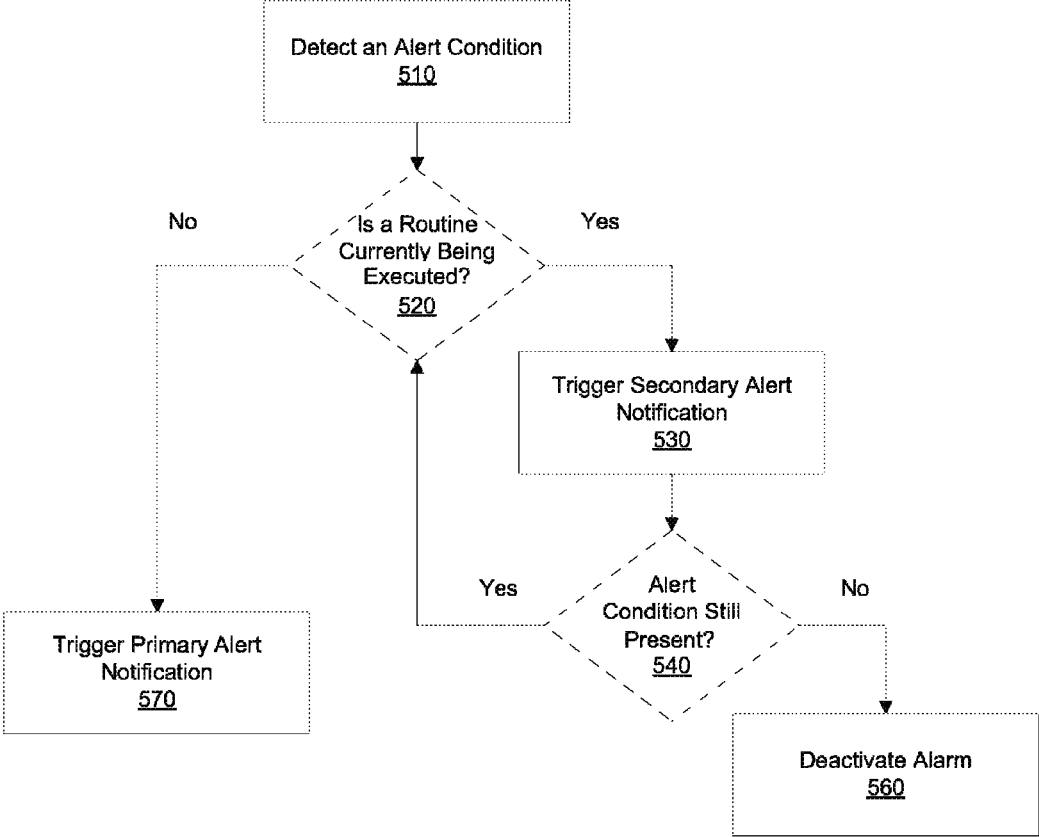 Detect an Alert Condition
510
No
Yes
Is a Routine
Currently Being
Executed?
520
Trigger Secondary Alert
Notification
530
Yes
No
Alert
Condition Still
Present?
540
Trigger Primary Alert
Notification
570
Deactivate Alarm
560